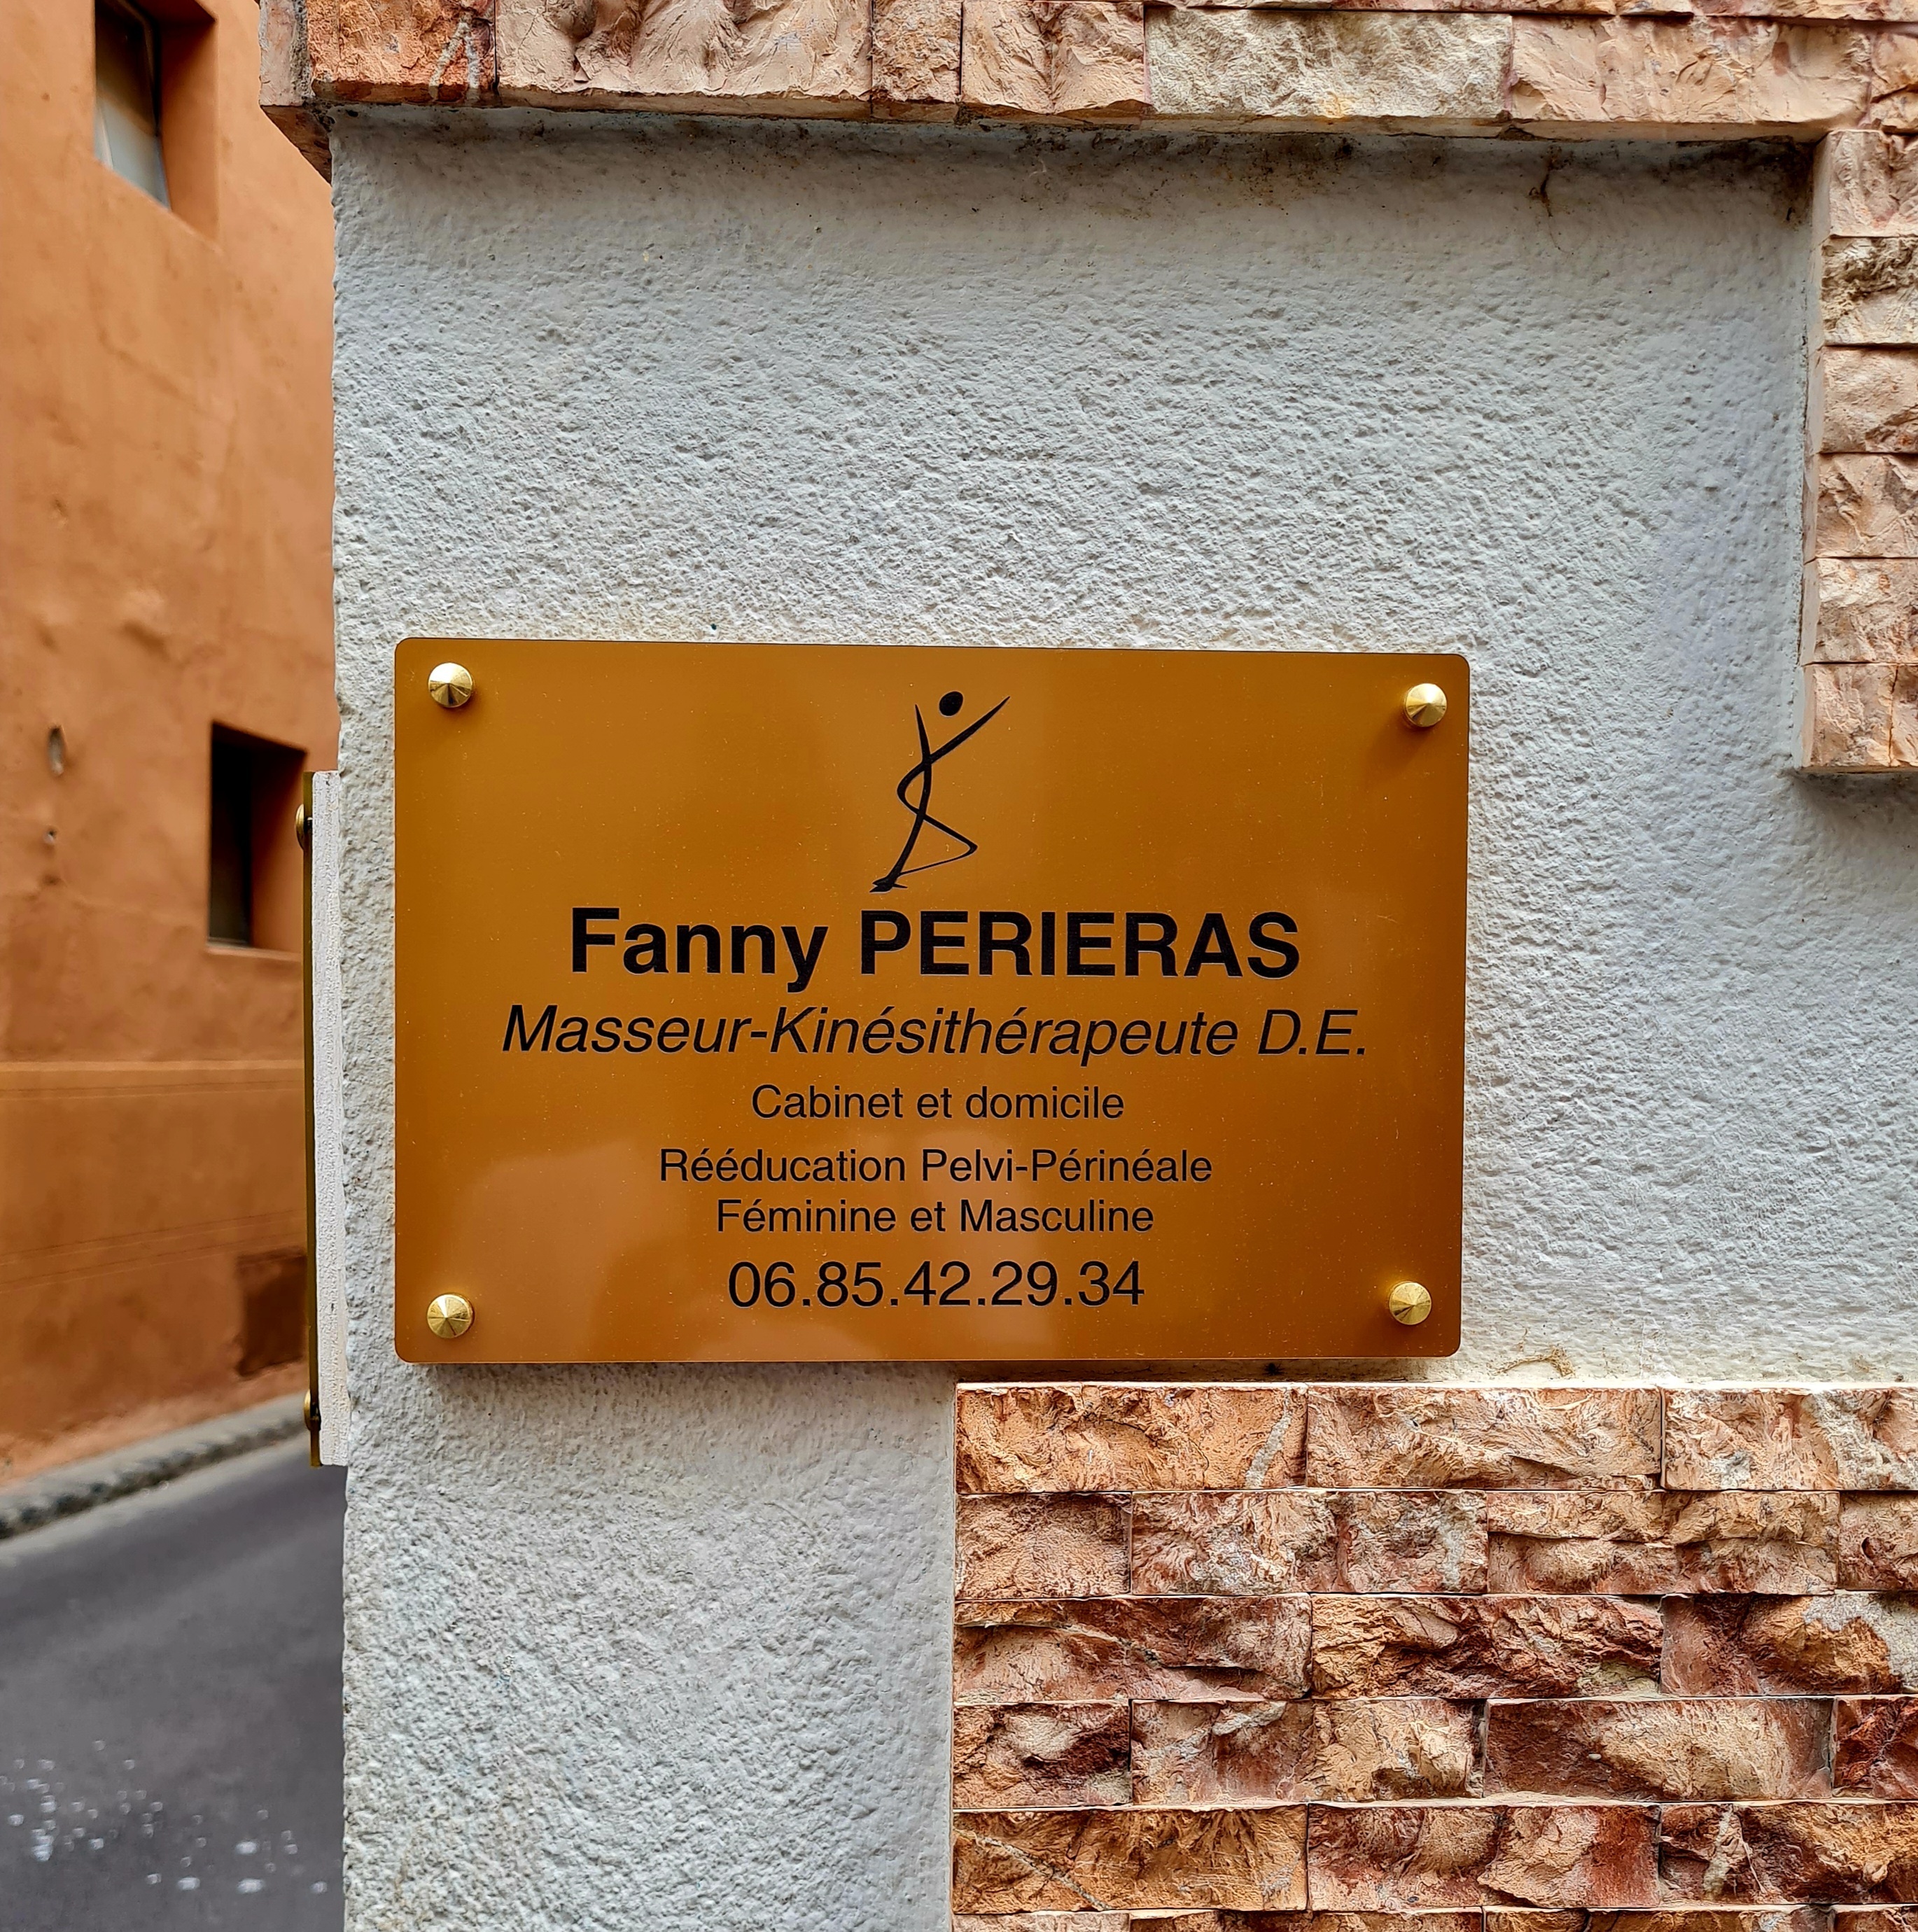 Fanny PERIERAS
Masseur-Kinésithérapeute D.E.
Cabinet et domicile
Rééducation Pelvi-Périnéale
Féminine et Masculine
06.85.42.29.34